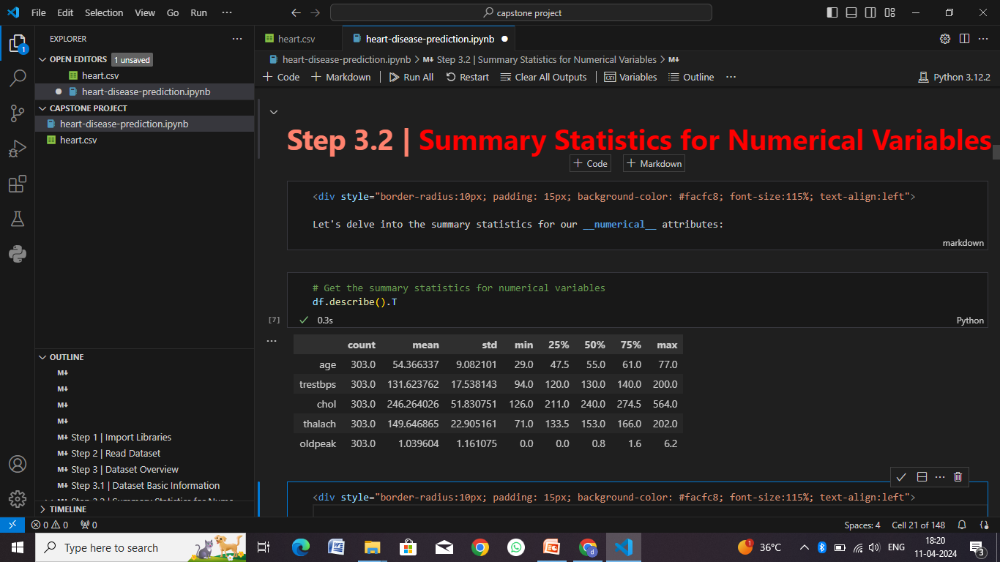 File Edit Selection View Go Run ···
capstone project
EXPLORER
OPEN EDITORS 1 unsaved
heart.csv
heart-disease-prediction.ipynb
CAPSTONE PROJECT
heart-disease-prediction.ipynb
heart.csv
OUTLINE
M↓
M↓
M↓
M↓
M↓ Step 1 | Import Libraries
M↓ Step 2 | Read Dataset
M↓ Step 3 | Dataset Overview
M↓ Step 3.1 | Dataset Basic Information
TIMELINE
heart.csv heart-disease-prediction.ipynb
heart-disease-prediction.ipynb > M↓ Step 3.2 | Summary Statistics for Numerical Variables > M↓
+ Code + Markdown | Run All Restart Clear All Outputs | Variables Outline ··· Python 3.12.2
Step 3.2 | Summary Statistics for Numerical Variables
+ Code + Markdown
<div style="border-radius:10px; padding: 15px; background-color: #facfc8; font-size:115%; text-align:left">
Let's delve into the summary statistics for our __numerical__ attributes:
markdown
# Get the summary statistics for numerical variables
df.describe().T
[7] 0.3s Python
count mean std min 25% 50% 75% max
age 303.0 54.366337 9.082101 29.0 47.5 55.0 61.0 77.0
trestbps 303.0 131.623762 17.538143 94.0 120.0 130.0 140.0 200.0
chol 303.0 246.264026 51.830751 126.0 211.0 240.0 274.5 564.0
thalach 303.0 149.646865 22.905161 71.0 133.5 153.0 166.0 202.0
oldpeak 303.0 1.039604 1.161075 0.0 0.0 0.8 1.6 6.2
<div style="border-radius:10px; padding: 15px; background-color: #facfc8; font-size:115%; text-align:left">
0 0 0 Spaces: 4 Cell 21 of 148
Type here to search
1 36°C ENG 18:20
11-04-2024 3